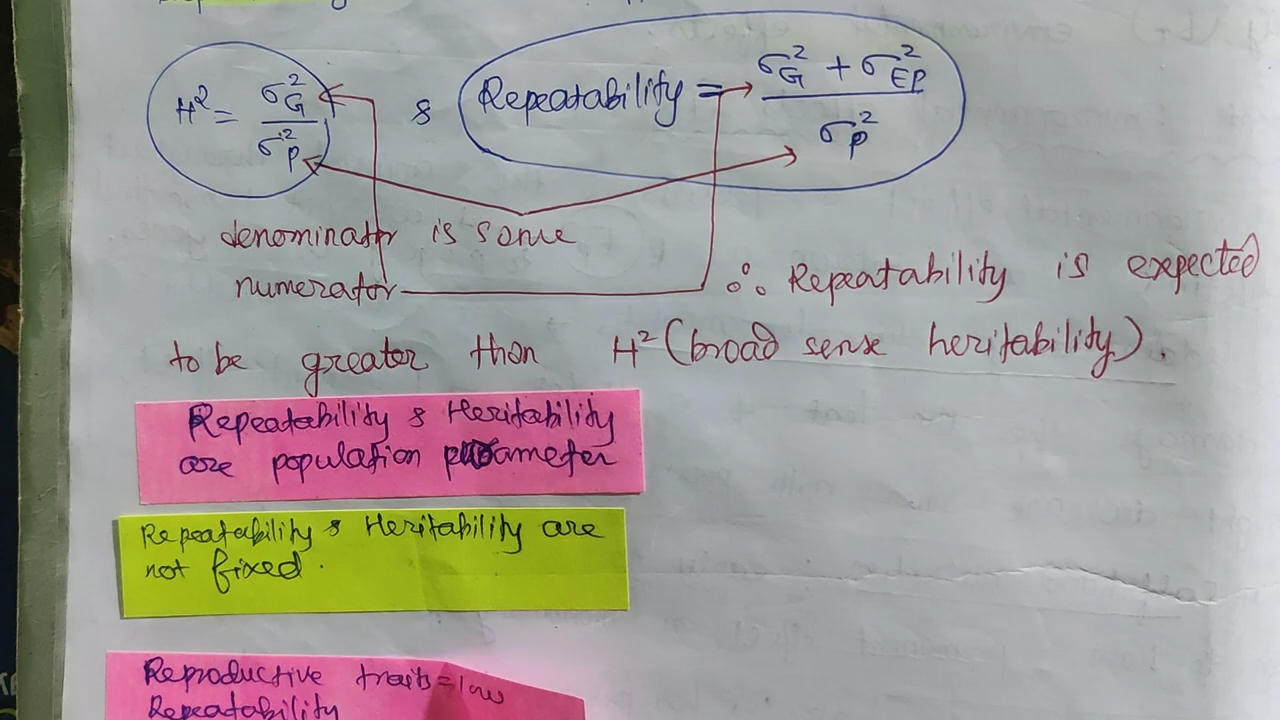 H² = σ²G / σ²P & Repeatability = σ²G + σ²EP / σ²P
denominator is same
numerator
∴ Repeatability is expected
to be greater than H² (broad sense heritability).
Repeatability & Heritability
are population parameter
Repeatability & Heritability are
not fixed.
Reproductive traits = low
Repeatability